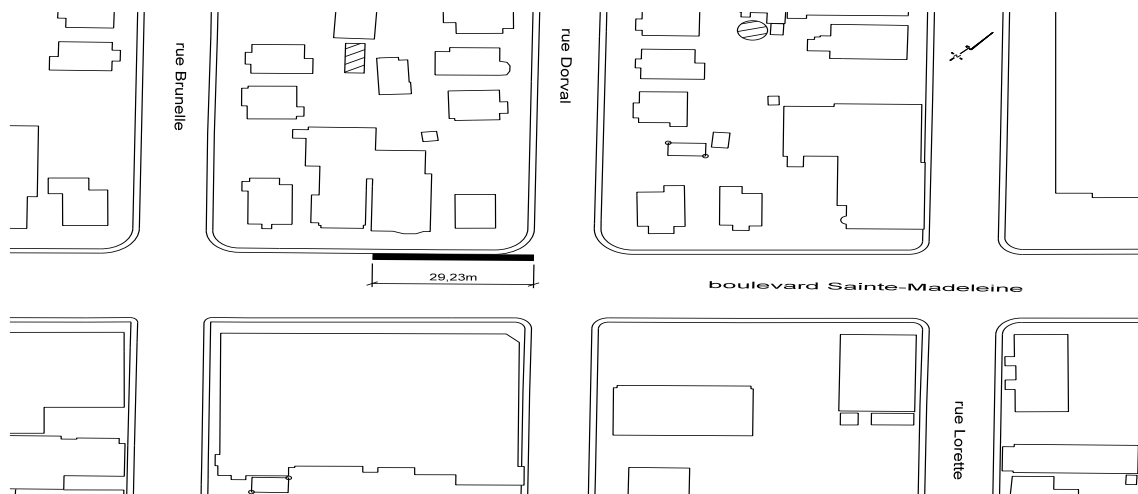 rue Brunelle
rue Dorval
29,23m
boulevard Sainte-Madeleine
rue Lorette